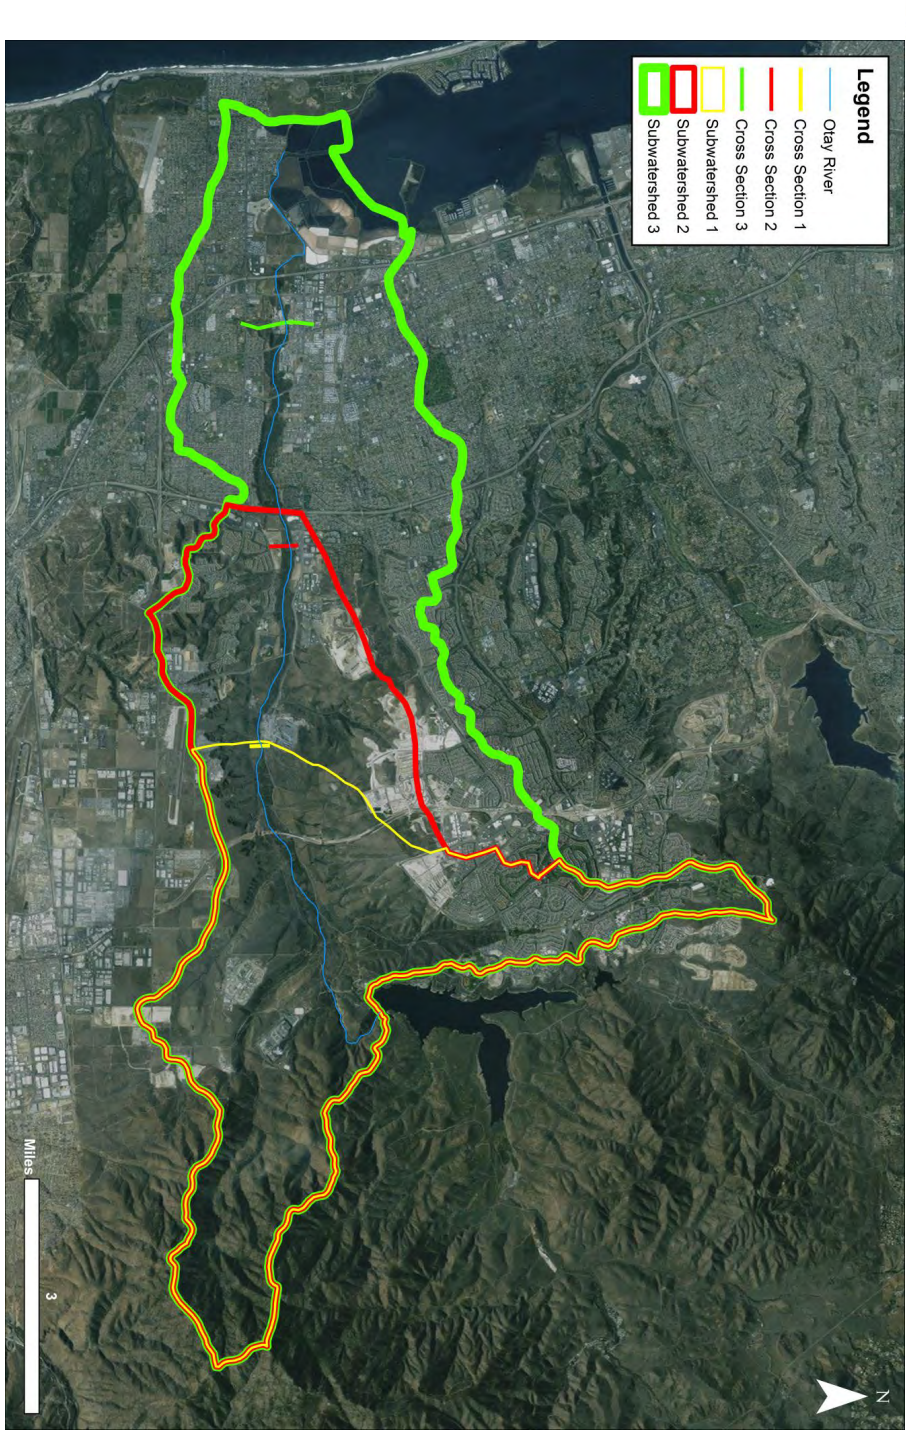 Legend
Otay River
Cross Section 1
Cross Section 2
Cross Section 3
Subwatershed 1
Subwatershed 2
Subwatershed 3
N
Miles
3